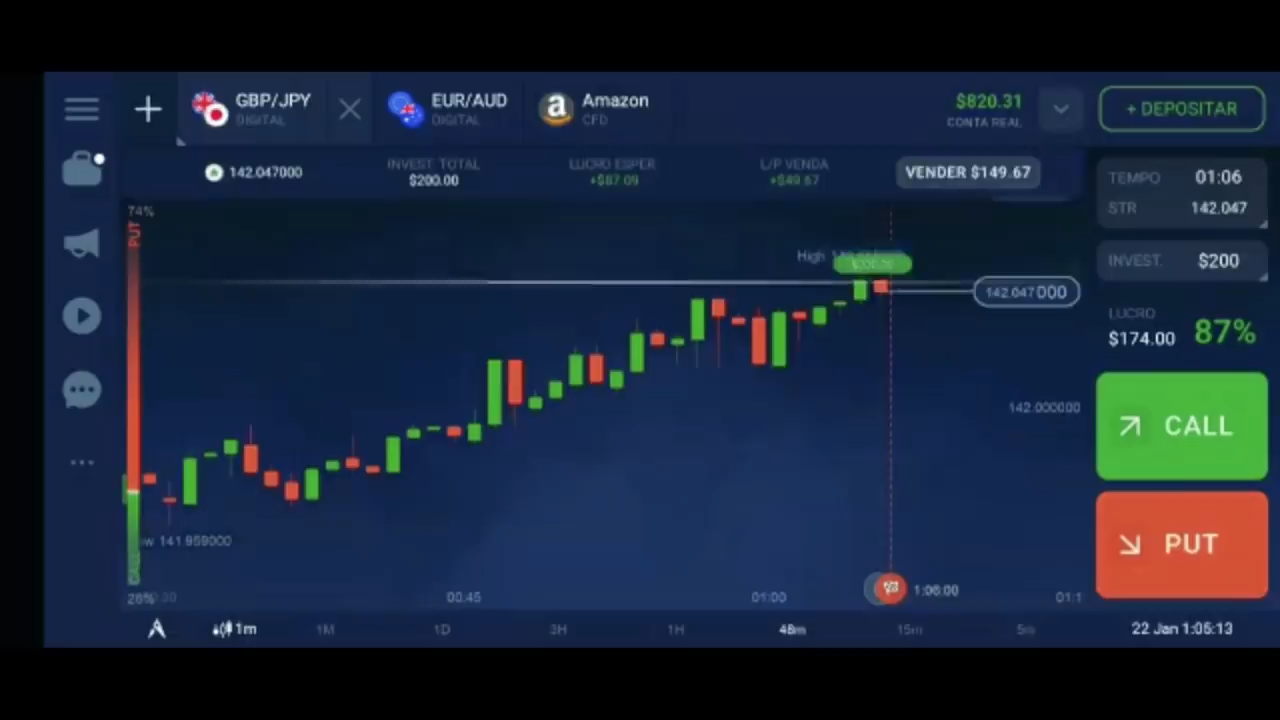 GBP/JPY
DIGITAL
EUR/AUD
DIGITAL
Amazon
CFD
$820.31
CONTA REAL
+ DEPOSITAR
142.047000
INVEST. TOTAL
$200.00
LUCRO ESPER
+$87.09
L/P VENDA
+$49.67
VENDER $149.67
TEMPO 01:06
STR 142.047
INVEST. $200
LUCRO
$174.00
87%
CALL
PUT
74%
PUT
High
142.047000
142.000000
141.959000
CALL
26%
00:45
01:00
1:06:00
1m
1M
1D
3H
1H
48m
15m
5m
22 Jan 1:05:13